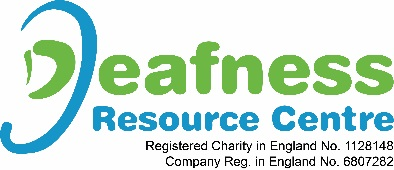 Deafness
Resource Centre
Registered Charity in England No. 1128148
Company Reg. in England No. 6807282